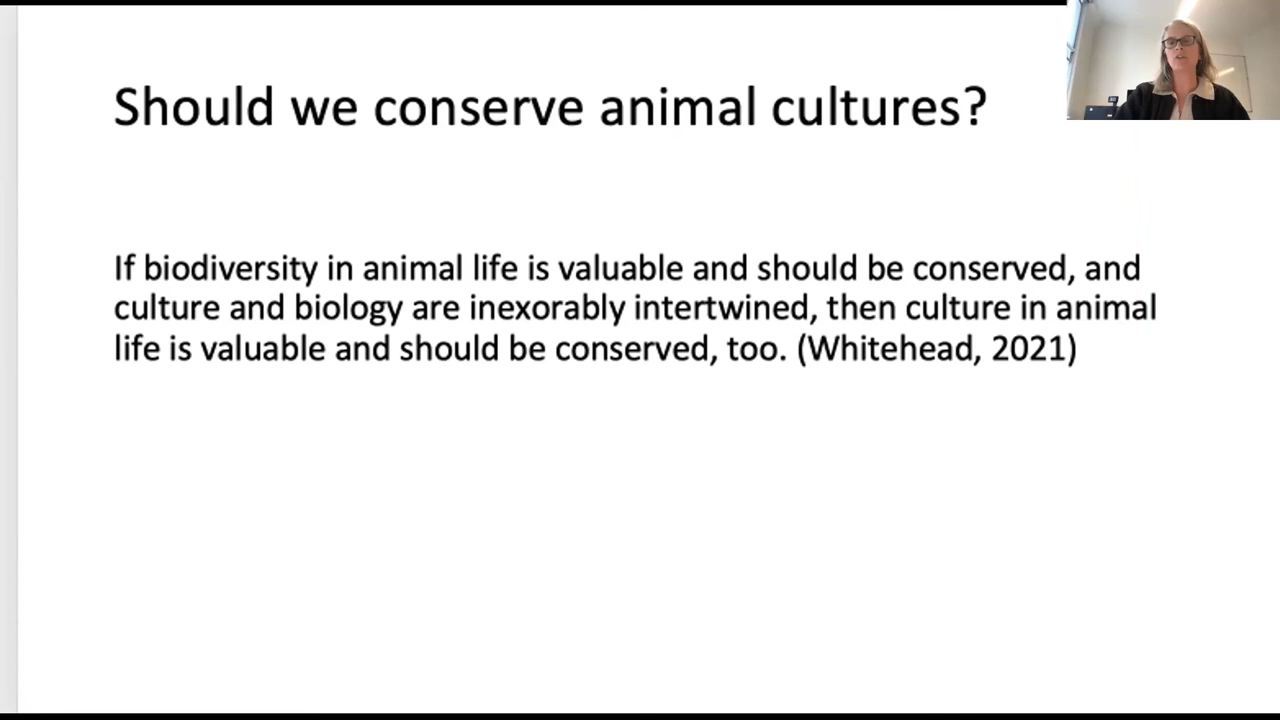 Should we conserve animal cultures?
If biodiversity in animal life is valuable and should be conserved, and
culture and biology are inexorably intertwined, then culture in animal
life is valuable and should be conserved, too. (Whitehead, 2021)